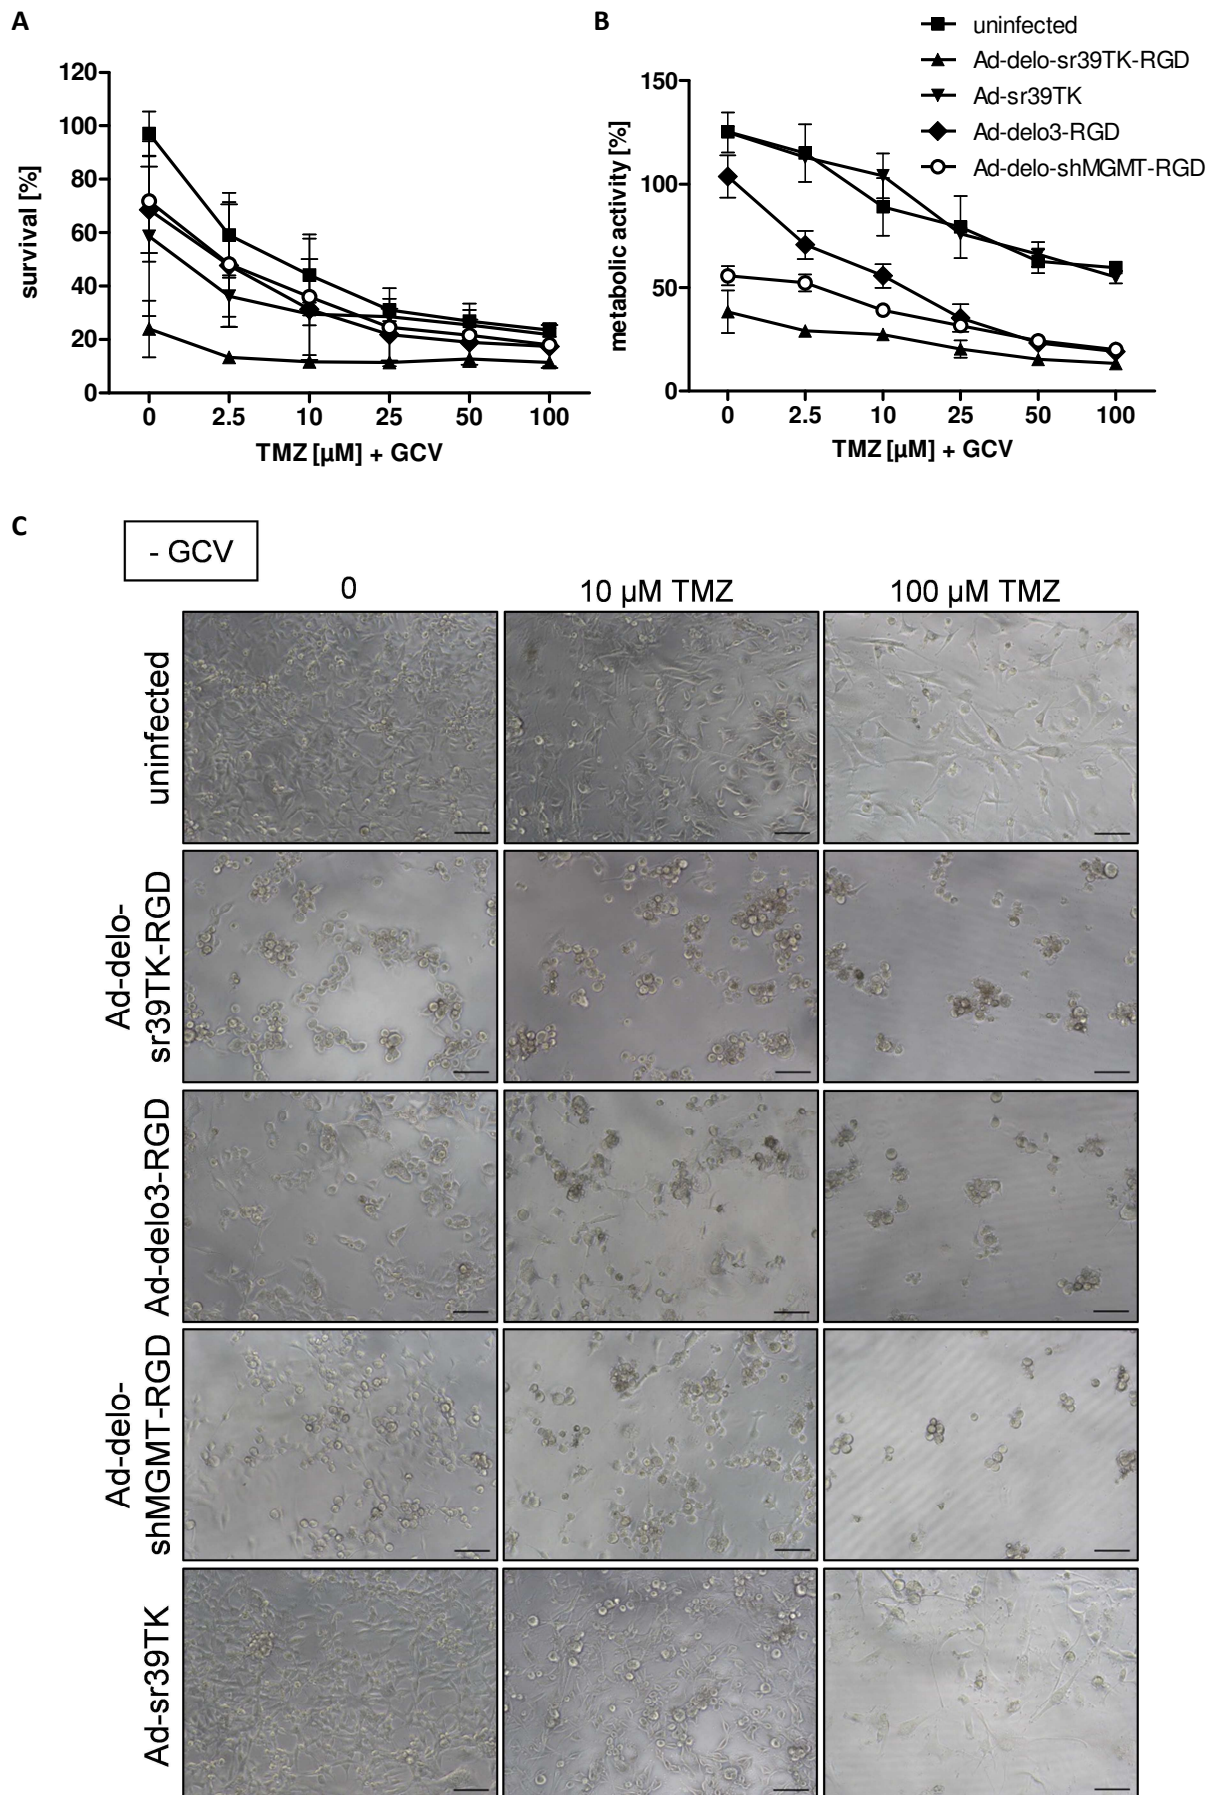 A
B
uninfected
Ad-delo-sr39TK-RGD
Ad-sr39TK
Ad-delo3-RGD
Ad-delo-shMGMT-RGD
survival [%]
120
100
80
60
40
20
0
0 2.5 10 25 50 100
TMZ [µM] + GCV
metabolic activity [%]
150
100
50
0
0 2.5 10 25 50 100
TMZ [µM] + GCV
C
- GCV
0 10 µM TMZ 100 µM TMZ
uninfected
Ad-delo-
sr39TK-RGD
Ad-delo3-RGD
Ad-delo-
shMGMT-RGD
Ad-sr39TK